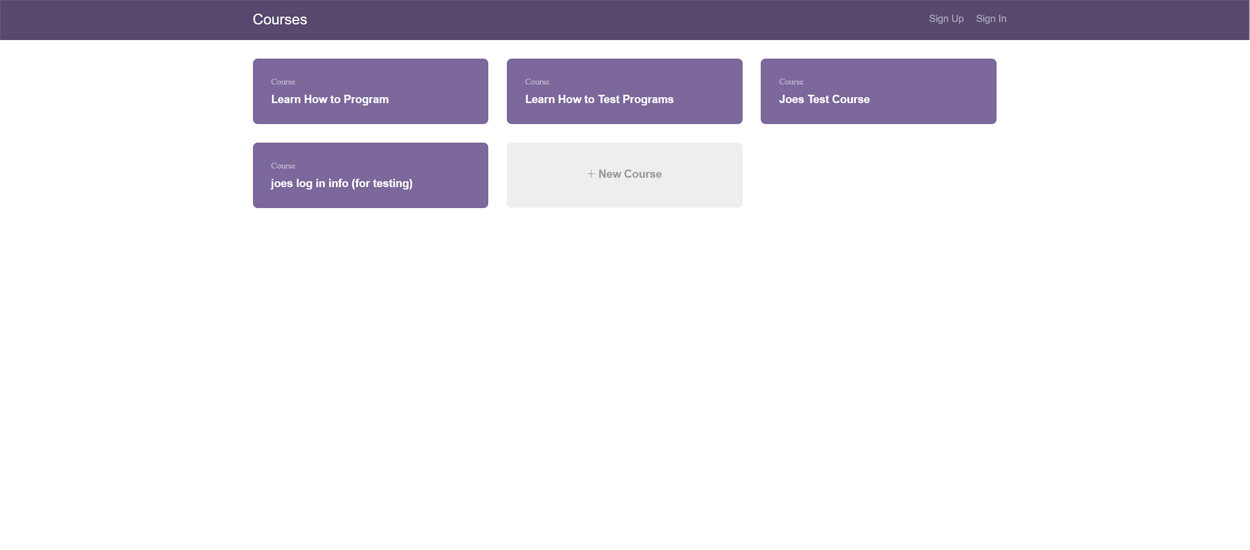 Courses
Sign Up
Sign In
Course
Learn How to Program
Course
Learn How to Test Programs
Course
Joes Test Course
Course
joes log in info (for testing)
+ New Course